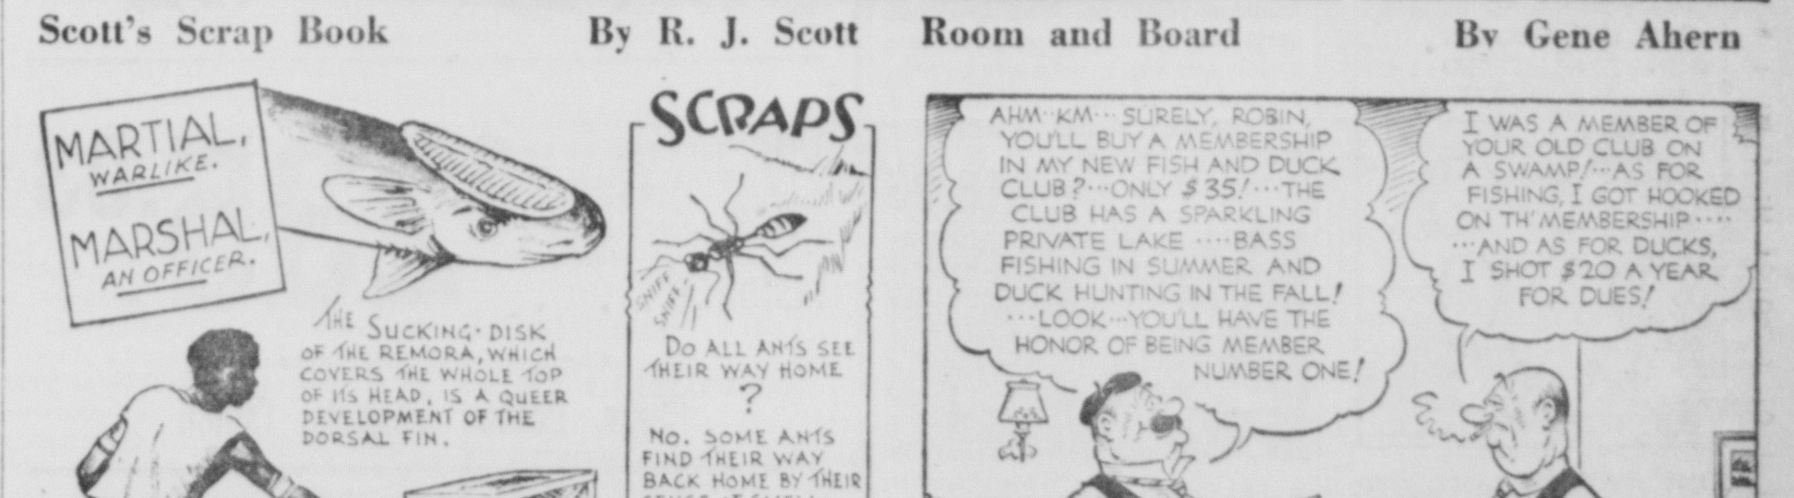 Scott's Scrap Book By R. J. Scott
MARTIAL,
WARLIKE.
MARSHAL,
AN OFFICER.
THE SUCKING-DISK
OF THE REMORA, WHICH
COVERS THE WHOLE TOP
OF ITS HEAD, IS A QUEER
DEVELOPMENT OF THE
DORSAL FIN.
SCRAPS
SNIFF
SNIFF
DO ALL ANTS SEE
THEIR WAY HOME
?
NO. SOME ANTS
FIND THEIR WAY
BACK HOME BY THEIR
SENSE OF SMELL
Room and Board By Gene Ahern
AHM··KM··· SURELY, ROBIN,
YOU'LL BUY A MEMBERSHIP
IN MY NEW FISH AND DUCK
CLUB?···ONLY $35!···THE
CLUB HAS A SPARKLING
PRIVATE LAKE ····BASS
FISHING IN SUMMER AND
DUCK HUNTING IN THE FALL!
···LOOK···YOU'LL HAVE THE
HONOR OF BEING MEMBER
NUMBER ONE!
I WAS A MEMBER OF
YOUR OLD CLUB ON
A SWAMP!···AS FOR
FISHING, I GOT HOOKED
ON TH' MEMBERSHIP····
···AND AS FOR DUCKS,
I SHOT $20 A YEAR
FOR DUES!